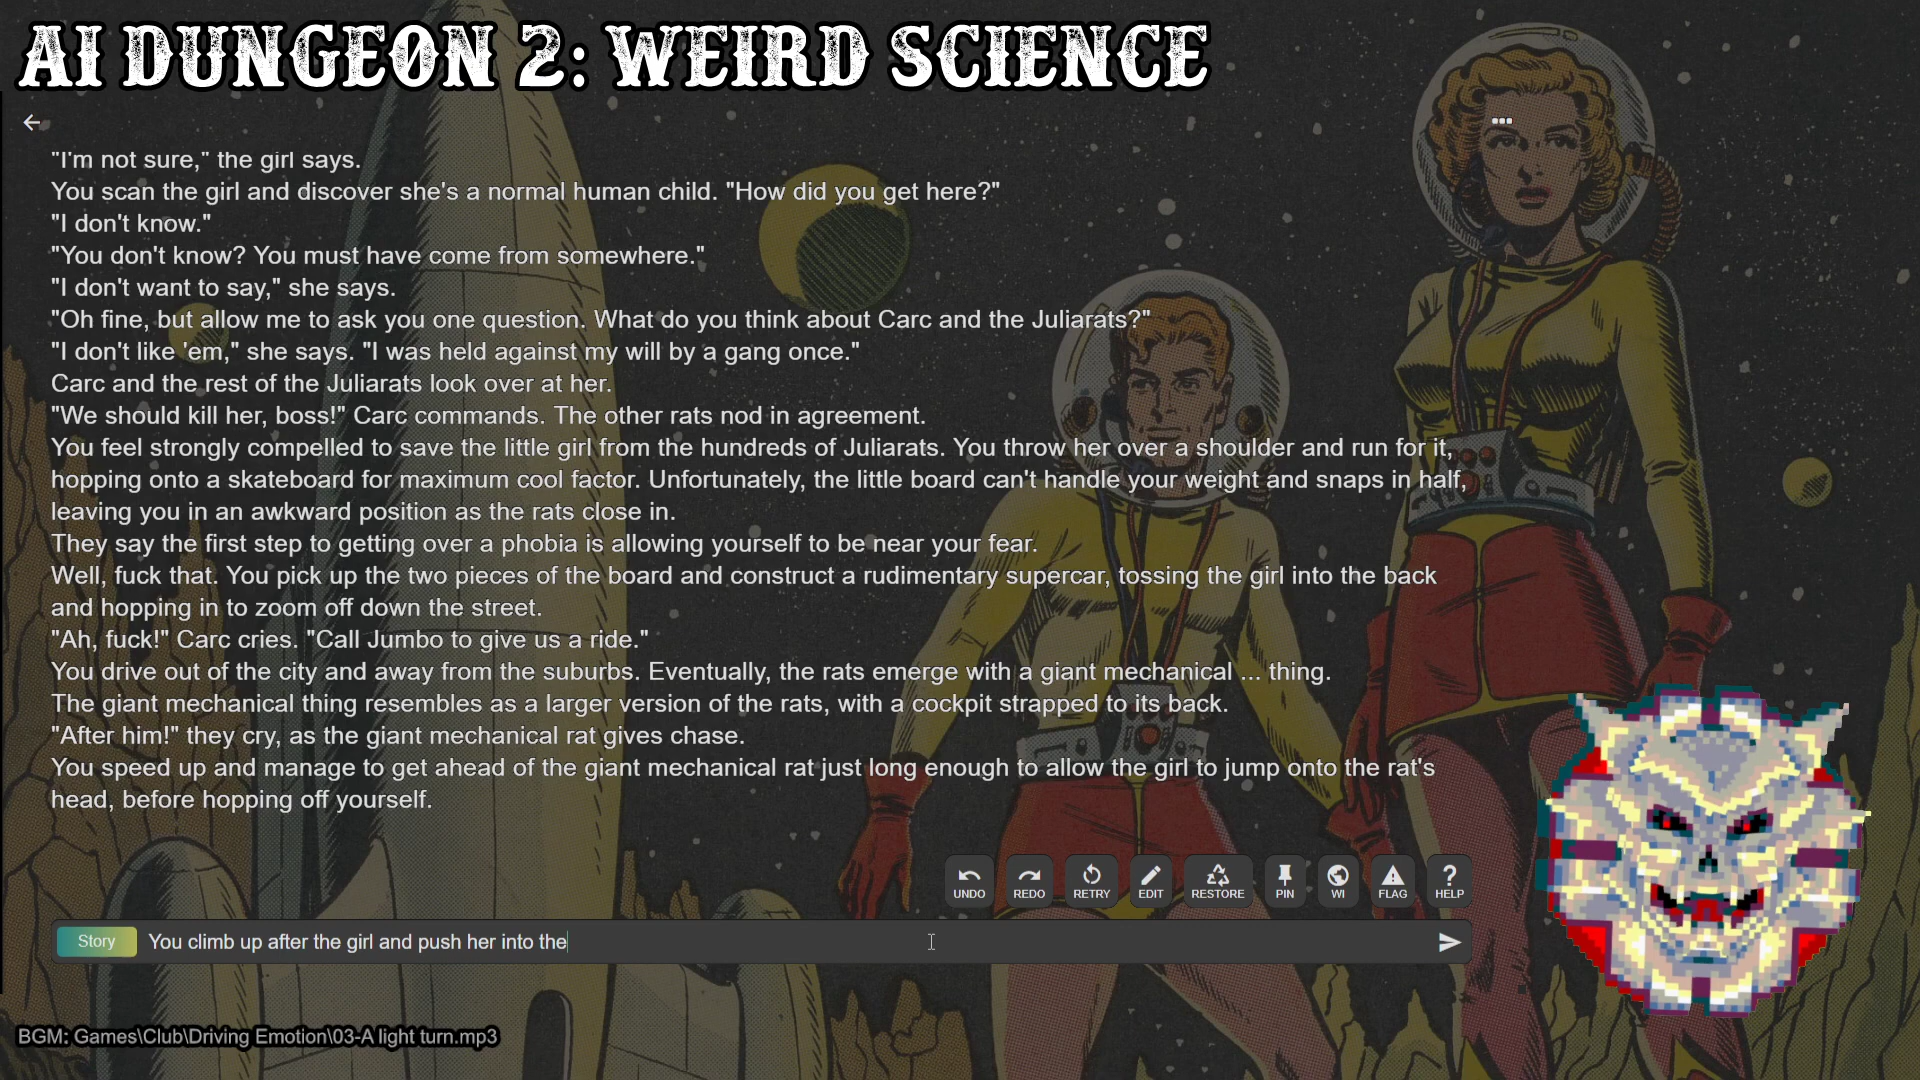 AI DUNGEON 2: WEIRD SCIENCE
"I'm not sure," the girl says.
You scan the girl and discover she's a normal human child. "How did you get here?"
"I don't know."
"You don't know? You must have come from somewhere."
"I don't want to say," she says.
"Oh fine, but allow me to ask you one question. What do you think about Carc and the Juliarats?"
"I don't like 'em," she says. "I was held against my will by a gang once."
Carc and the rest of the Juliarats look over at her.
"We should kill her, boss!" Carc commands. The other rats nod in agreement.
You feel strongly compelled to save the little girl from the hundreds of Juliarats. You throw her over a shoulder and run for it,
hopping onto a skateboard for maximum cool factor. Unfortunately, the little board can't handle your weight and snaps in half,
leaving you in an awkward position as the rats close in.
They say the first step to getting over a phobia is allowing yourself to be near your fear.
Well, fuck that. You pick up the two pieces of the board and construct a rudimentary supercar, tossing the girl into the back
and hopping in to zoom off down the street.
"Ah, fuck!" Carc cries. "Call Jumbo to give us a ride."
You drive out of the city and away from the suburbs. Eventually, the rats emerge with a giant mechanical ... thing.
The giant mechanical thing resembles as a larger version of the rats, with a cockpit strapped to its back.
"After him!" they cry, as the giant mechanical rat gives chase.
You speed up and manage to get ahead of the giant mechanical rat just long enough to allow the girl to jump onto the rat's
head, before hopping off yourself.
UNDO REDO RETRY EDIT RESTORE PIN WI FLAG HELP
Story You climb up after the girl and push her into the
BGM: Games\Club\Driving Emotion\03-A light turn.mp3